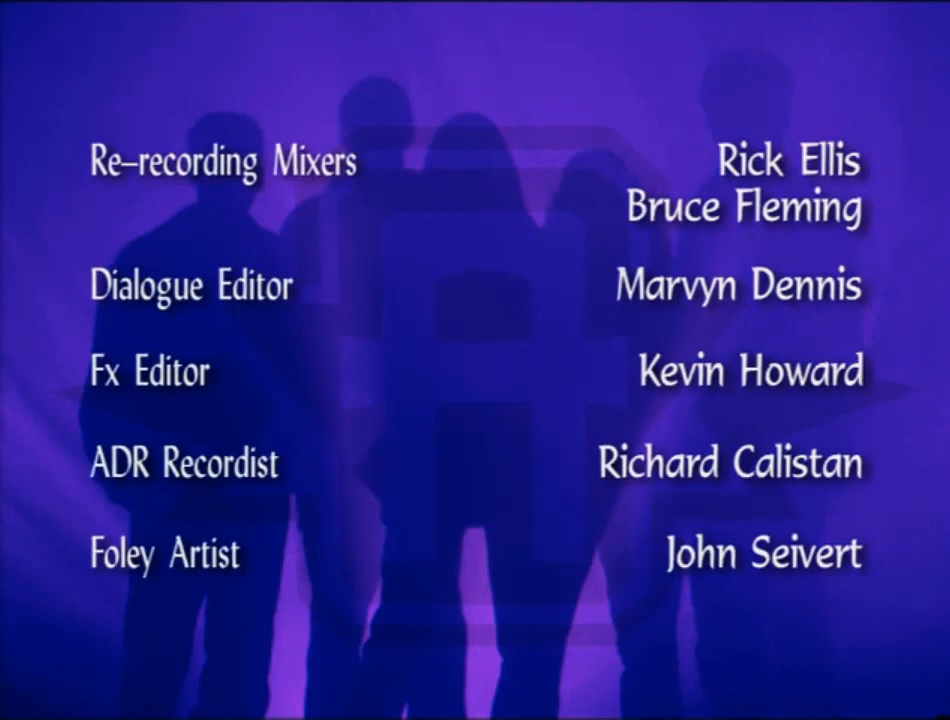 Re-recording Mixers Rick Ellis
Bruce Fleming
Dialogue Editor Marvyn Dennis
Fx Editor Kevin Howard
ADR Recordist Richard Calistan
Foley Artist John Seivert